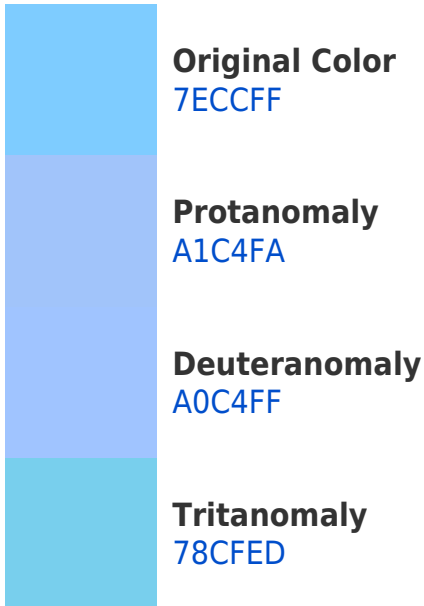 Original Color
7ECCFF
Protanomaly
A1C4FA
Deuteranomaly
A0C4FF
Tritanomaly
78CFED